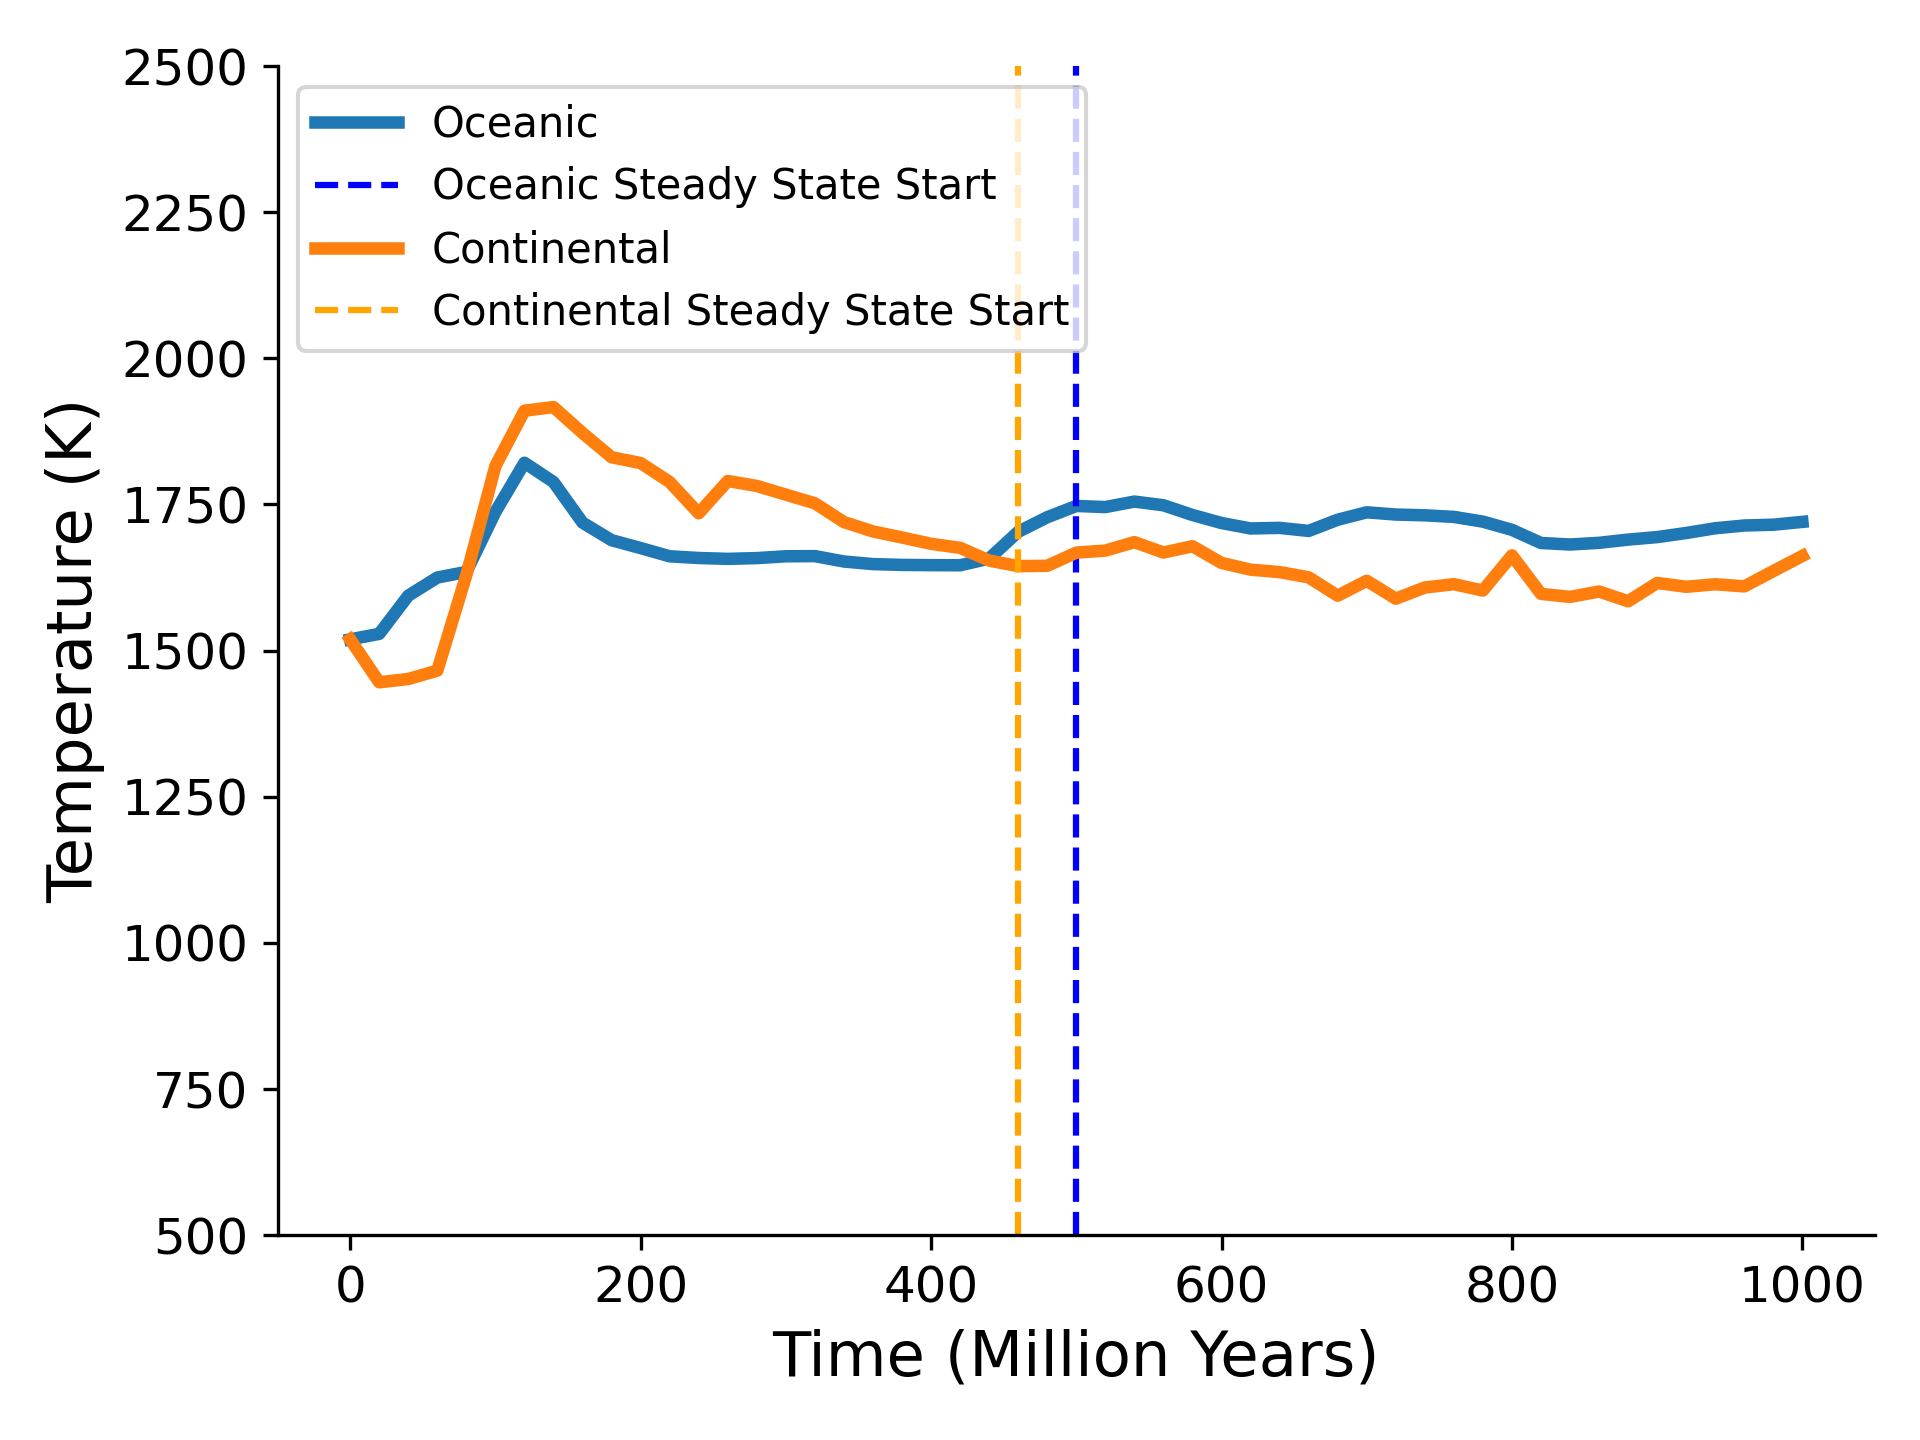 2500
2250
2000
1750
1500
1250
1000
750
500
Temperature (K)
Oceanic
Oceanic Steady State Start
Continental
Continental Steady State Start
0 200 400 600 800 1000
Time (Million Years)